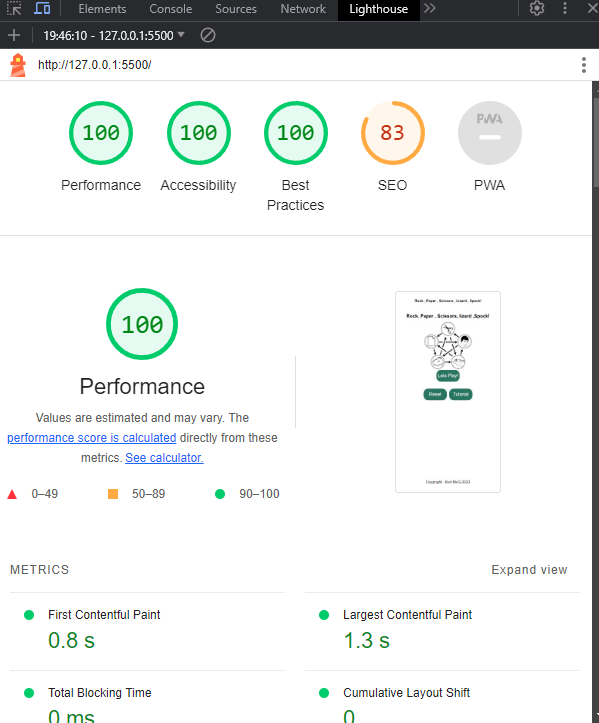 Elements Console Sources Network Lighthouse
19:46:10 - 127.0.0.1:5500
http://127.0.0.1:5500/
100 100 100 83 PWA
Performance Accessibility Best Practices SEO PWA
100
Performance
Values are estimated and may vary. The
performance score is calculated directly from these
metrics. See calculator.
0–49 50–89 90–100
Rock , Paper , Scissors , Lizard , Spock!
Rock, Paper , Scissors, lizard ,Spock!
Lets Play!
Reset Tutorial
METRICS Expand view
First Contentful Paint Largest Contentful Paint
0.8 s 1.3 s
Total Blocking Time Cumulative Layout Shift
0 ms 0